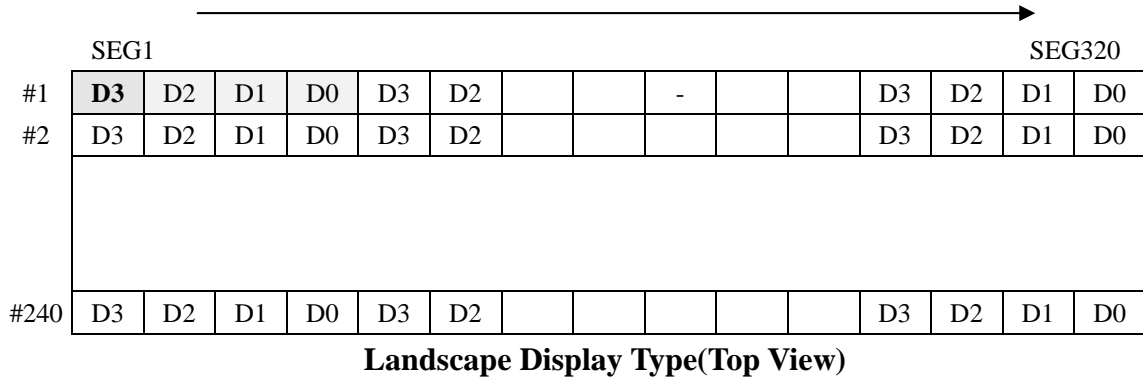 SEG1 SEG320
#1 D3 D2 D1 D0 D3 D2 - D3 D2 D1 D0
#2 D3 D2 D1 D0 D3 D2 D3 D2 D1 D0
#240 D3 D2 D1 D0 D3 D2 D3 D2 D1 D0
Landscape Display Type(Top View)